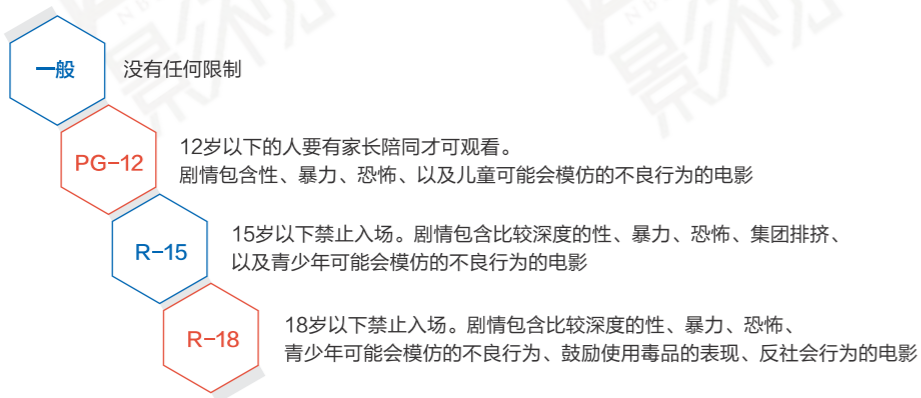 一般
没有任何限制
PG-12
12岁以下的人要有家长陪同才可观看。
剧情包含性、暴力、恐怖、以及儿童可能会模仿的不良行为的电影
R-15
15岁以下禁止入场。剧情包含比较深度的性、暴力、恐怖、集团排挤、
以及青少年可能会模仿的不良行为的电影
R-18
18岁以下禁止入场。剧情包含比较深度的性、暴力、恐怖、
青少年可能会模仿的不良行为、鼓励使用毒品的表现、反社会行为的电影